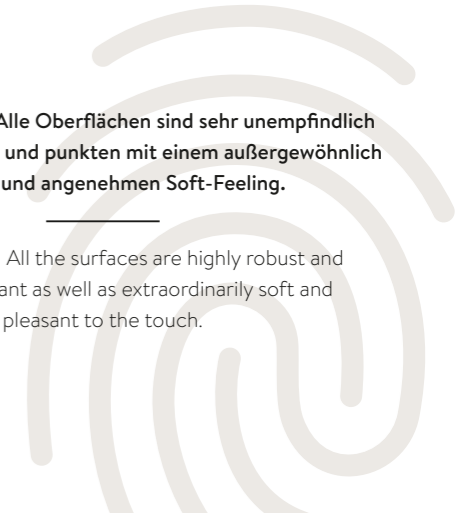 Alle Oberflächen sind sehr unempfindlich
und punkten mit einem außergewöhnlich
und angenehmen Soft-Feeling.
All the surfaces are highly robust and
as well as extraordinarily soft and
pleasant to the touch.